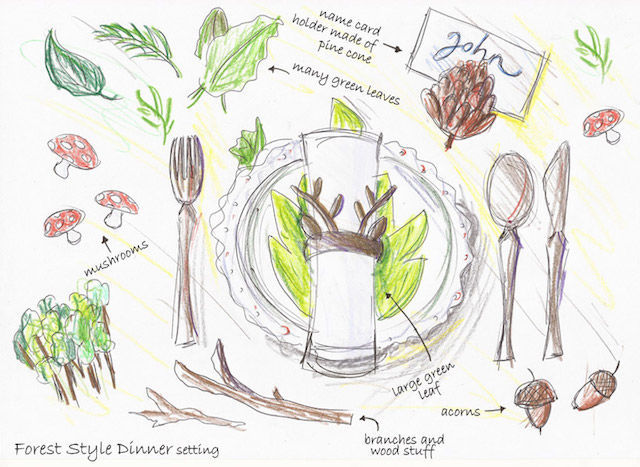 name card
holder made of
pine cone
John
many green leaves
mushrooms
large green
leaf
acorns
branches and
wood stuff
Forest Style Dinner setting